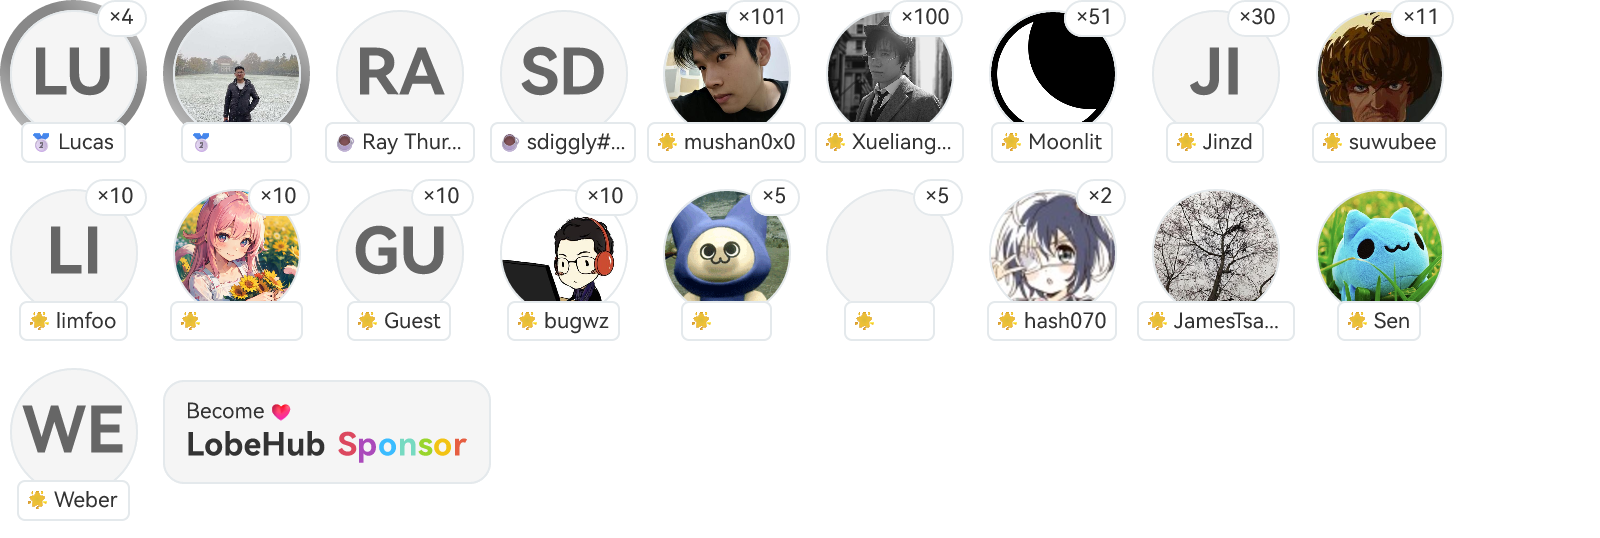 ×4
×101
×100
×51
×30
×11
LU
RA
SD
JI
Lucas
Ray Thur...
sdiggly#...
mushan0x0
Xueliang...
Moonlit
Jinzd
suwubee
×10
×10
×10
×10
×5
×5
×2
LI
GU
limfoo
Guest
bugwz
hash070
JamesTsa...
Sen
WE
Weber
Become
LobeHub Sponsor